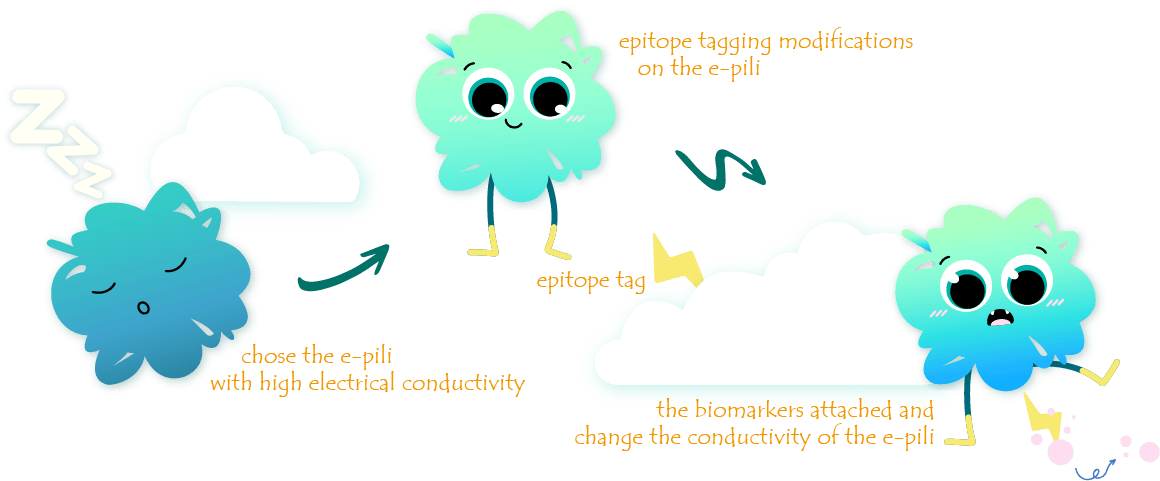 epitope tagging modifications
on the e-pili
Zzz
epitope tag
chose the e-pili
with high electrical conductivity
the biomarkers attached and
change the conductivity of the e-pili